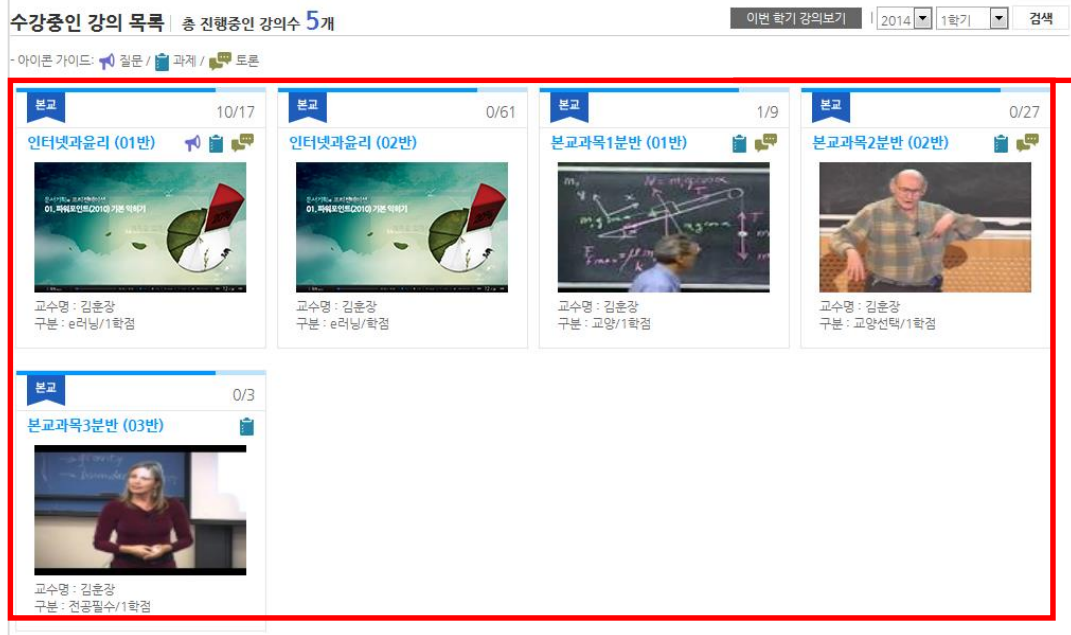 수강중인 강의 목록 총 진행중인 강의수 5개
이번 학기 강의보기 2014 1학기 검색
- 아이콘 가이드: 질문 / 과제 / 토론
본교 10/17
인터넷과윤리 (01반)
01. 파워포인트(2010) 기본 익히기
20%
교수명 : 김훈장
구분 : e러닝/1학점
본교 0/61
인터넷과윤리 (02반)
01. 파워포인트(2010) 기본 익히기
교수명 : 김훈장
구분 : e러닝/학점
본교 1/9
본교과목1분반 (01반)
교수명 : 김훈장
구분 : 교양/1학점
본교 0/27
본교과목2분반 (02반)
교수명 : 김훈장
구분 : 교양선택/1학점
본교 0/3
본교과목3분반 (03반)
교수명 : 김훈장
구분 : 전공필수/1학점